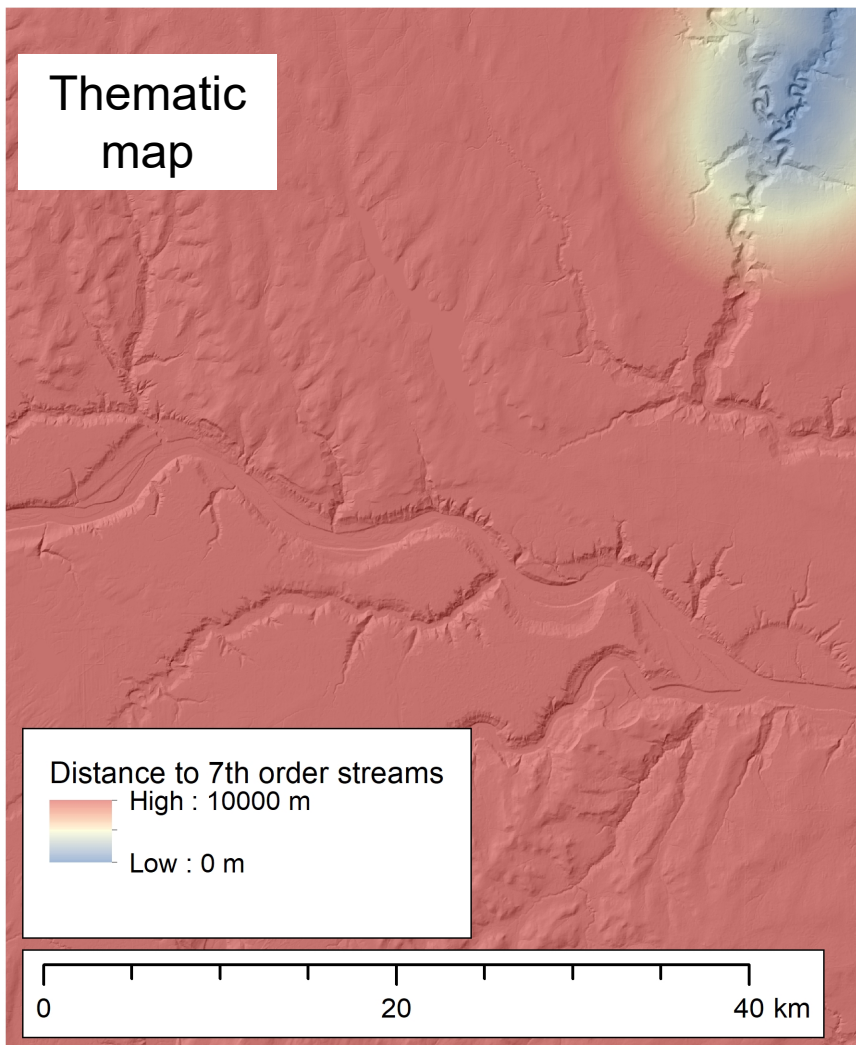 Thematic
map
Distance to 7th order streams
High : 10000 m
Low : 0 m
0 20 40 km